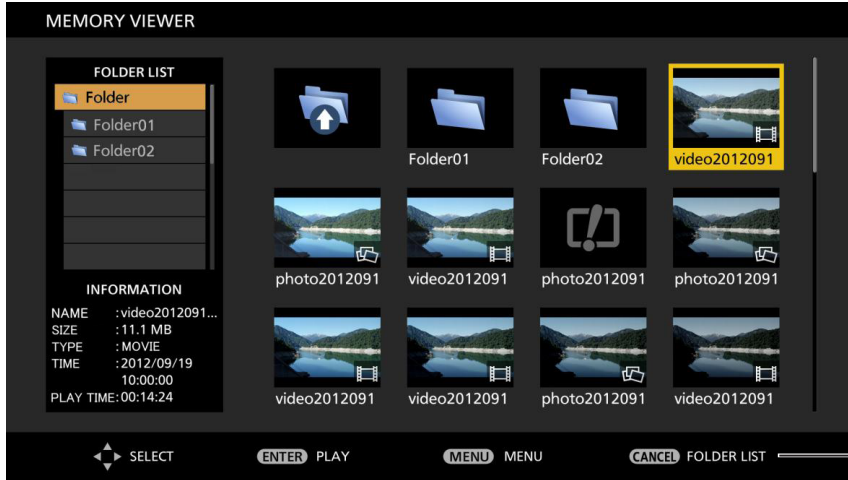 MEMORY VIEWER
FOLDER LIST
Folder
Folder01
Folder02
INFORMATION
NAME :video2012091...
SIZE :11.1 MB
TYPE :MOVIE
TIME :2012/09/19
10:00:00
PLAY TIME:00:14:24
Folder01 Folder02 video2012091
photo2012091 video2012091 photo2012091 photo2012091
video2012091 video2012091 photo2012091 video2012091
SELECT ENTER PLAY MENU MENU CANCEL FOLDER LIST